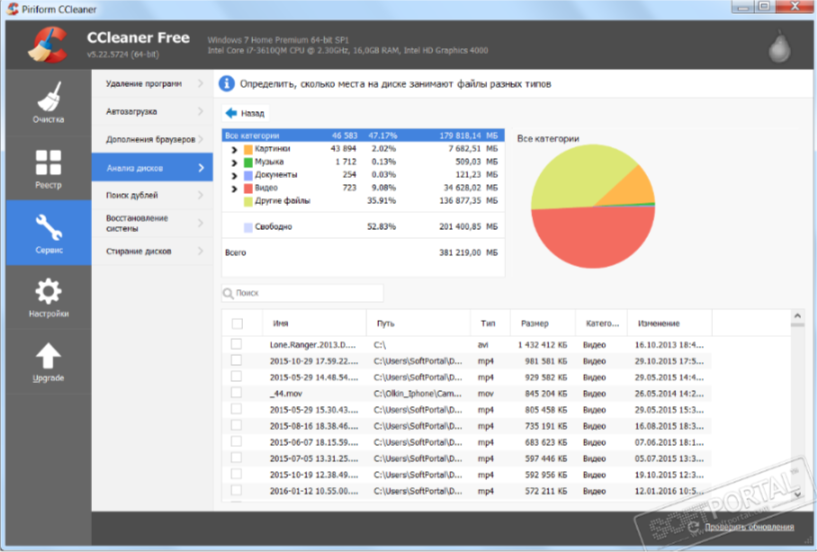 Piriform CCleaner
CCleaner Free
v5.22.5724 (64-bit)
Windows 7 Home Premium 64-bit SP1
Intel Core i7-3610QM CPU @ 2.30GHz, 16,0GB RAM, Intel HD Graphics 4000
Очистка
Реестр
Сервис
Настройки
Upgrade
Удаление программ
Автозагрузка
Дополнения браузеров
Анализ дисков
Поиск дублей
Восстановление
системы
Стирание дисков
Определить, сколько места на диске занимают файлы разных типов
Назад
Все категории 46 583 47.17% 179 818,14 МБ
Картинки 43 894 2.02% 7 682,51 МБ
Музыка 1 712 0.13% 509,03 МБ
Документы 254 0.03% 121,23 МБ
Видео 723 9.08% 34 628,02 МБ
Другие файлы 35.91% 136 877,35 МБ
Свободно 52.83% 201 400,85 МБ
Всего 381 219,00 МБ
Все категории
Поиск
Имя Путь Тип Размер Катего... Изменение
Lone.Ranger.2013.D.... C:\ avi 1 432 412 КБ Видео 16.10.2013 18:4...
2015-10-29 17.59.22.... C:\Users\SoftPortal\D... mp4 981 581 КБ Видео 29.10.2015 17:5...
2015-05-29 14.48.54.... C:\Users\SoftPortal\D... mp4 929 582 КБ Видео 29.05.2015 14:4...
_44.mov C:\Olkin_Iphone\Cam... mov 845 204 КБ Видео 26.05.2014 14:2...
2015-05-29 15.30.43.... C:\Users\SoftPortal\D... mp4 805 458 КБ Видео 29.05.2015 15:3...
2015-08-16 18.38.46.... C:\Users\SoftPortal\D... mp4 735 191 КБ Видео 16.08.2015 18:3...
2015-06-07 18.15.59.... C:\Users\SoftPortal\D... mp4 683 623 КБ Видео 07.06.2015 18:1...
2015-07-05 13.31.25.... C:\Users\SoftPortal\D... mp4 597 446 КБ Видео 05.07.2015 13:3...
2015-10-19 12.38.49.... C:\Users\SoftPortal\D... mp4 592 956 КБ Видео 19.10.2015 12:3...
2016-01-12 10.55.00.... C:\Users\SoftPortal\D... mp4 572 211 КБ Видео 12.01.2016 10:5...
SOFTPORTAL
Проверить обновления